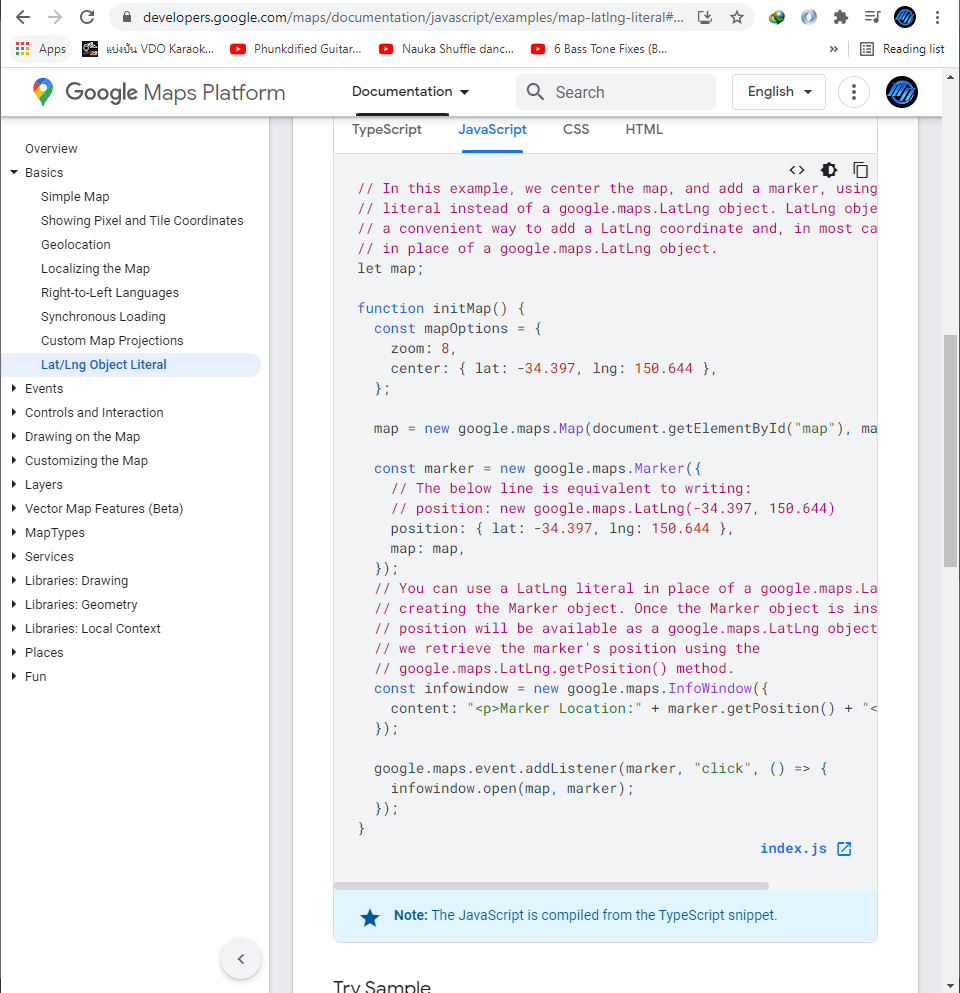 developers.google.com/maps/documentation/javascript/examples/map-latlng-literal#...
Apps
แบ่งปัน VDO Karaok...
Phunkdified Guitar...
Nauka Shuffle danc...
6 Bass Tone Fixes (B...
»
Reading list
Google Maps Platform
Documentation
Search
English
Overview
Basics
Simple Map
Showing Pixel and Tile Coordinates
Geolocation
Localizing the Map
Right-to-Left Languages
Synchronous Loading
Custom Map Projections
Lat/Lng Object Literal
Events
Controls and Interaction
Drawing on the Map
Customizing the Map
Layers
Vector Map Features (Beta)
MapTypes
Services
Libraries: Drawing
Libraries: Geometry
Libraries: Local Context
Places
Fun
TypeScript
JavaScript
CSS
HTML
// In this example, we center the map, and add a marker, using
// literal instead of a google.maps.LatLng object. LatLng obje
// a convenient way to add a LatLng coordinate and, in most ca
// in place of a google.maps.LatLng object.
let map;
function initMap() {
const mapOptions = {
zoom: 8,
center: { lat: -34.397, lng: 150.644 },
};
map = new google.maps.Map(document.getElementById("map"), ma
const marker = new google.maps.Marker({
// The below line is equivalent to writing:
// position: new google.maps.LatLng(-34.397, 150.644)
position: { lat: -34.397, lng: 150.644 },
map: map,
});
// You can use a LatLng literal in place of a google.maps.La
// creating the Marker object. Once the Marker object is ins
// position will be available as a google.maps.LatLng object
// we retrieve the marker's position using the
// google.maps.LatLng.getPosition() method.
const infowindow = new google.maps.InfoWindow({
content: "<p>Marker Location:" + marker.getPosition() + "<
});
google.maps.event.addListener(marker, "click", () => {
infowindow.open(map, marker);
});
}
index.js
Note: The JavaScript is compiled from the TypeScript snippet.
Try Sample